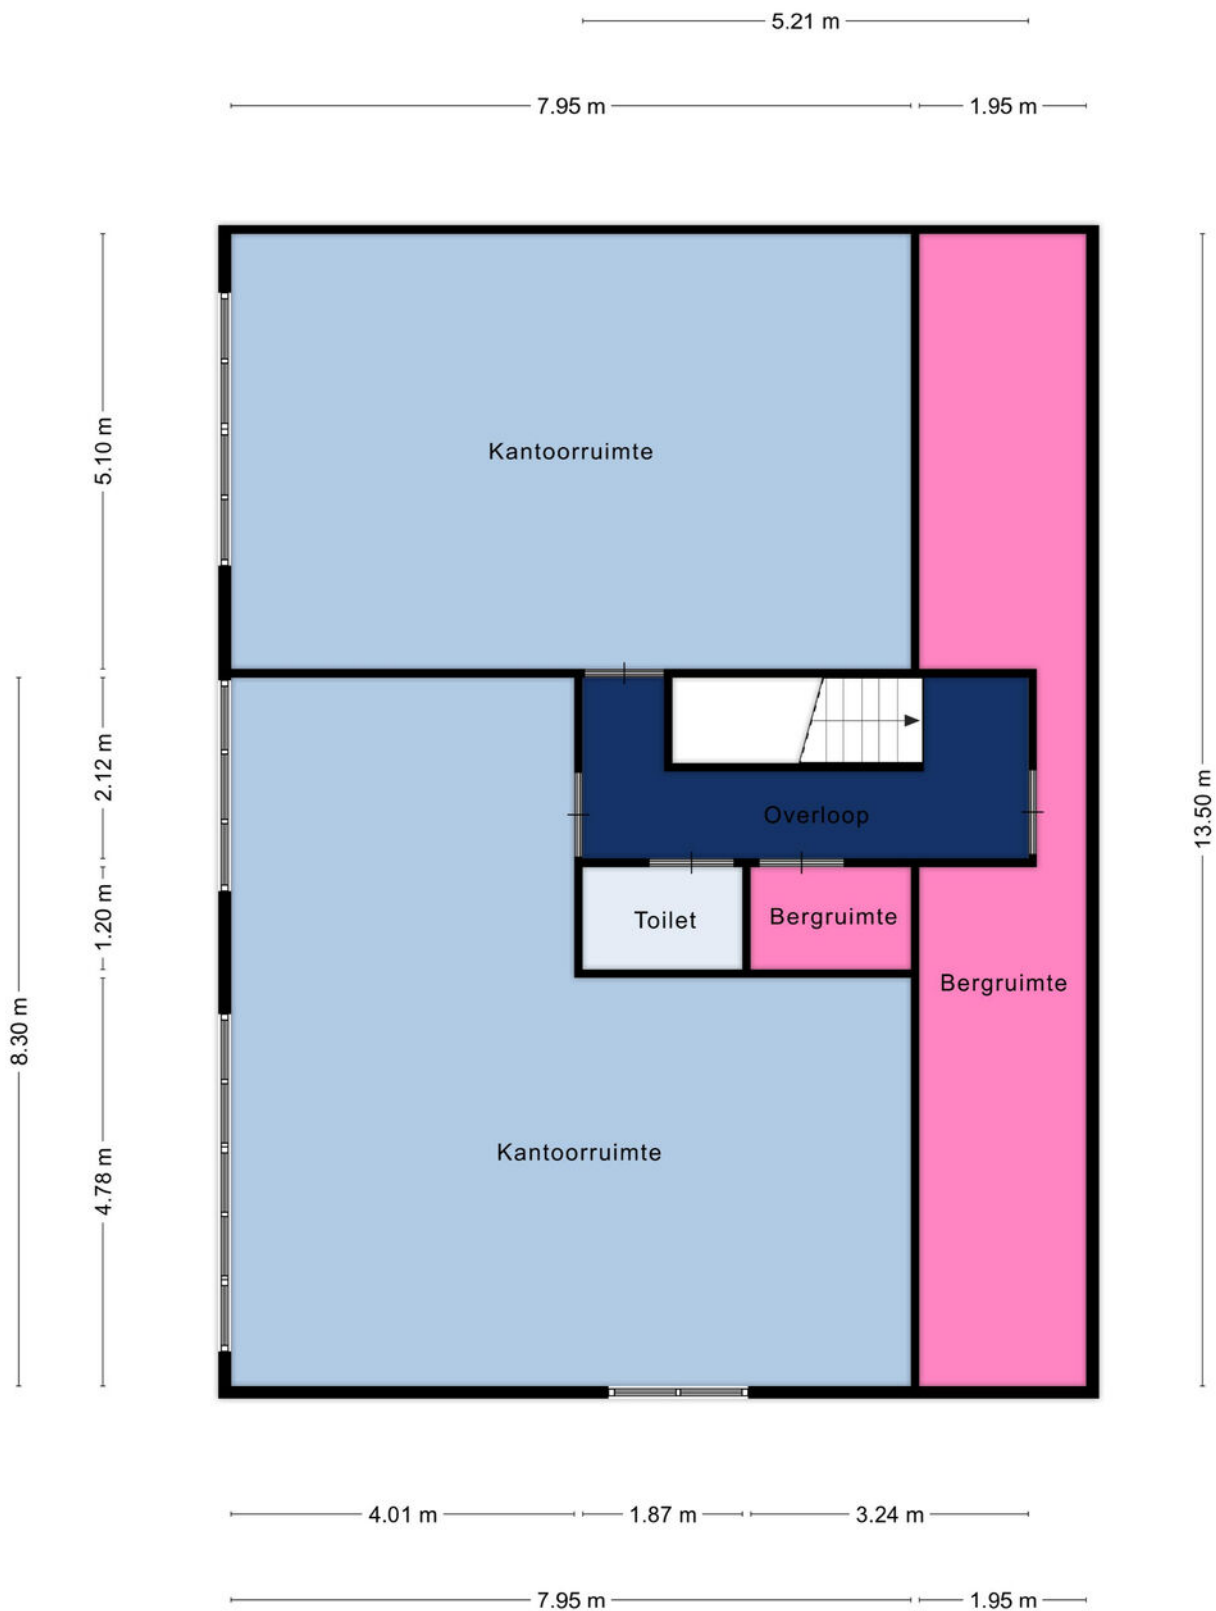 5.21 m
7.95 m
1.95 m
5.10 m
Kantoorruimte
2.12 m
13.50 m
Overloop
1.20 m
Toilet
Bergruimte
Bergruimte
8.30 m
Kantoorruimte
4.78 m
4.01 m
1.87 m
3.24 m
7.95 m
1.95 m